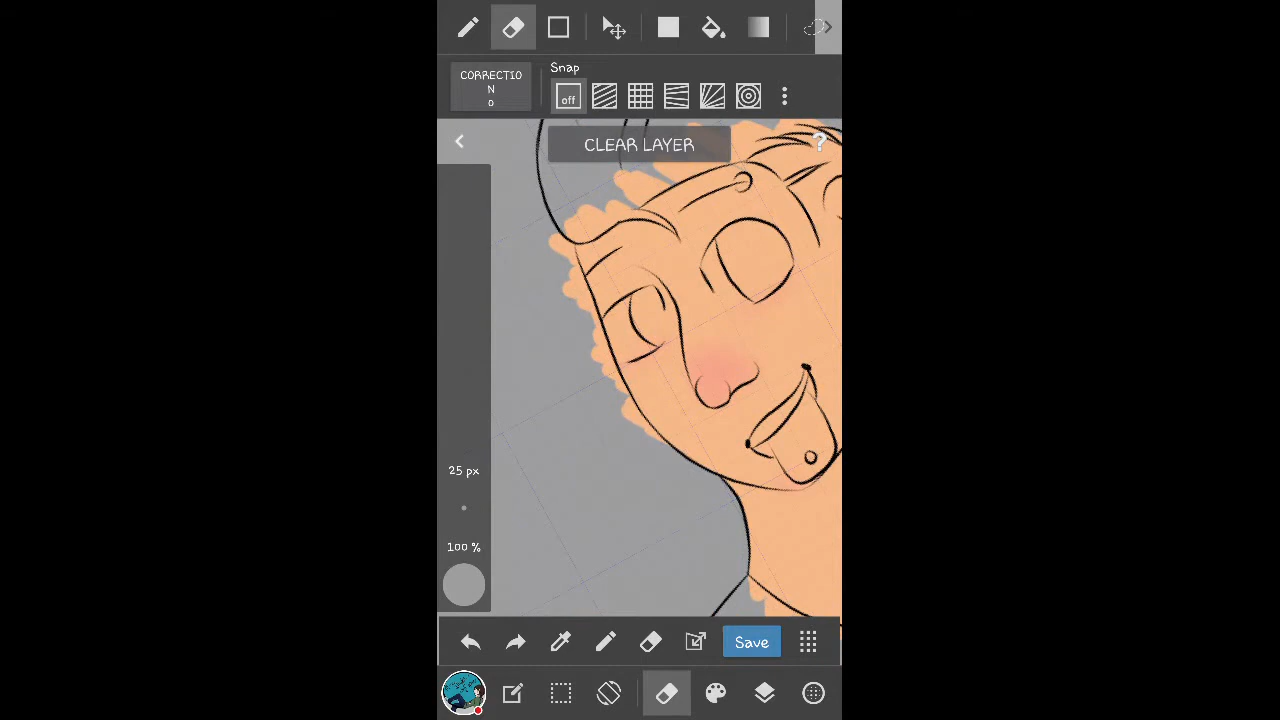 Snap
CORRECTIO
N
0
off
CLEAR LAYER
?
25 px
100 %
Save